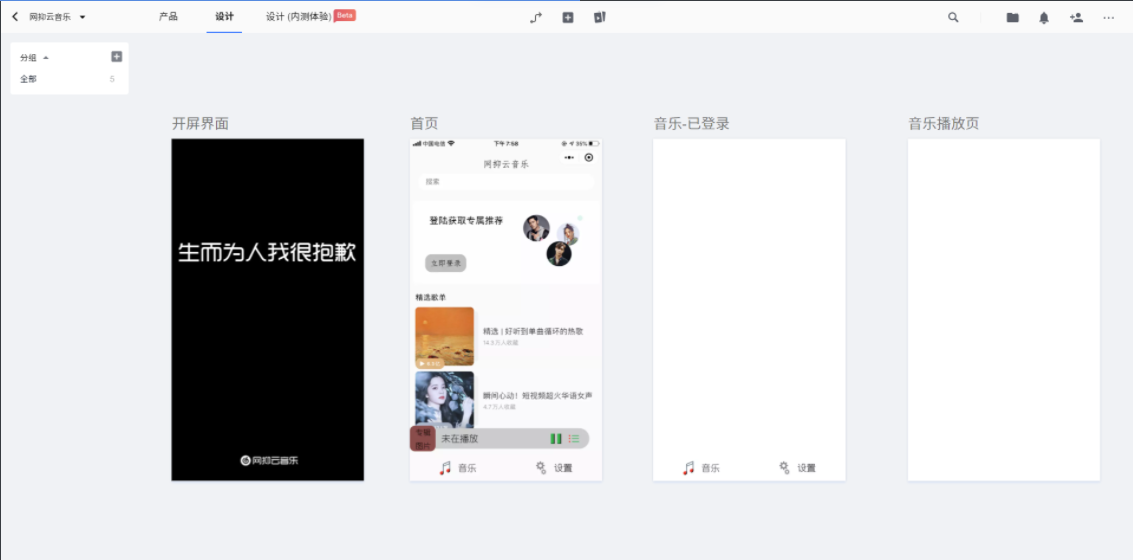 网抑云音乐
产品
设计
设计 (内测体验)
Beta
分组
全部
5
开屏界面
首页
音乐-已登录
音乐播放页
生而为人我很抱歉
网抑云音乐
中国电信
下午7:58
35%
网抑云音乐
搜索
登陆获取专属推荐
立即登录
精选歌单
精选 | 好听到单曲循环的热歌
14.3万人收藏
瞬间心动！短视频超火华语女声
4.7万人收藏
专辑
图片
未在播放
音乐
设置
音乐
设置